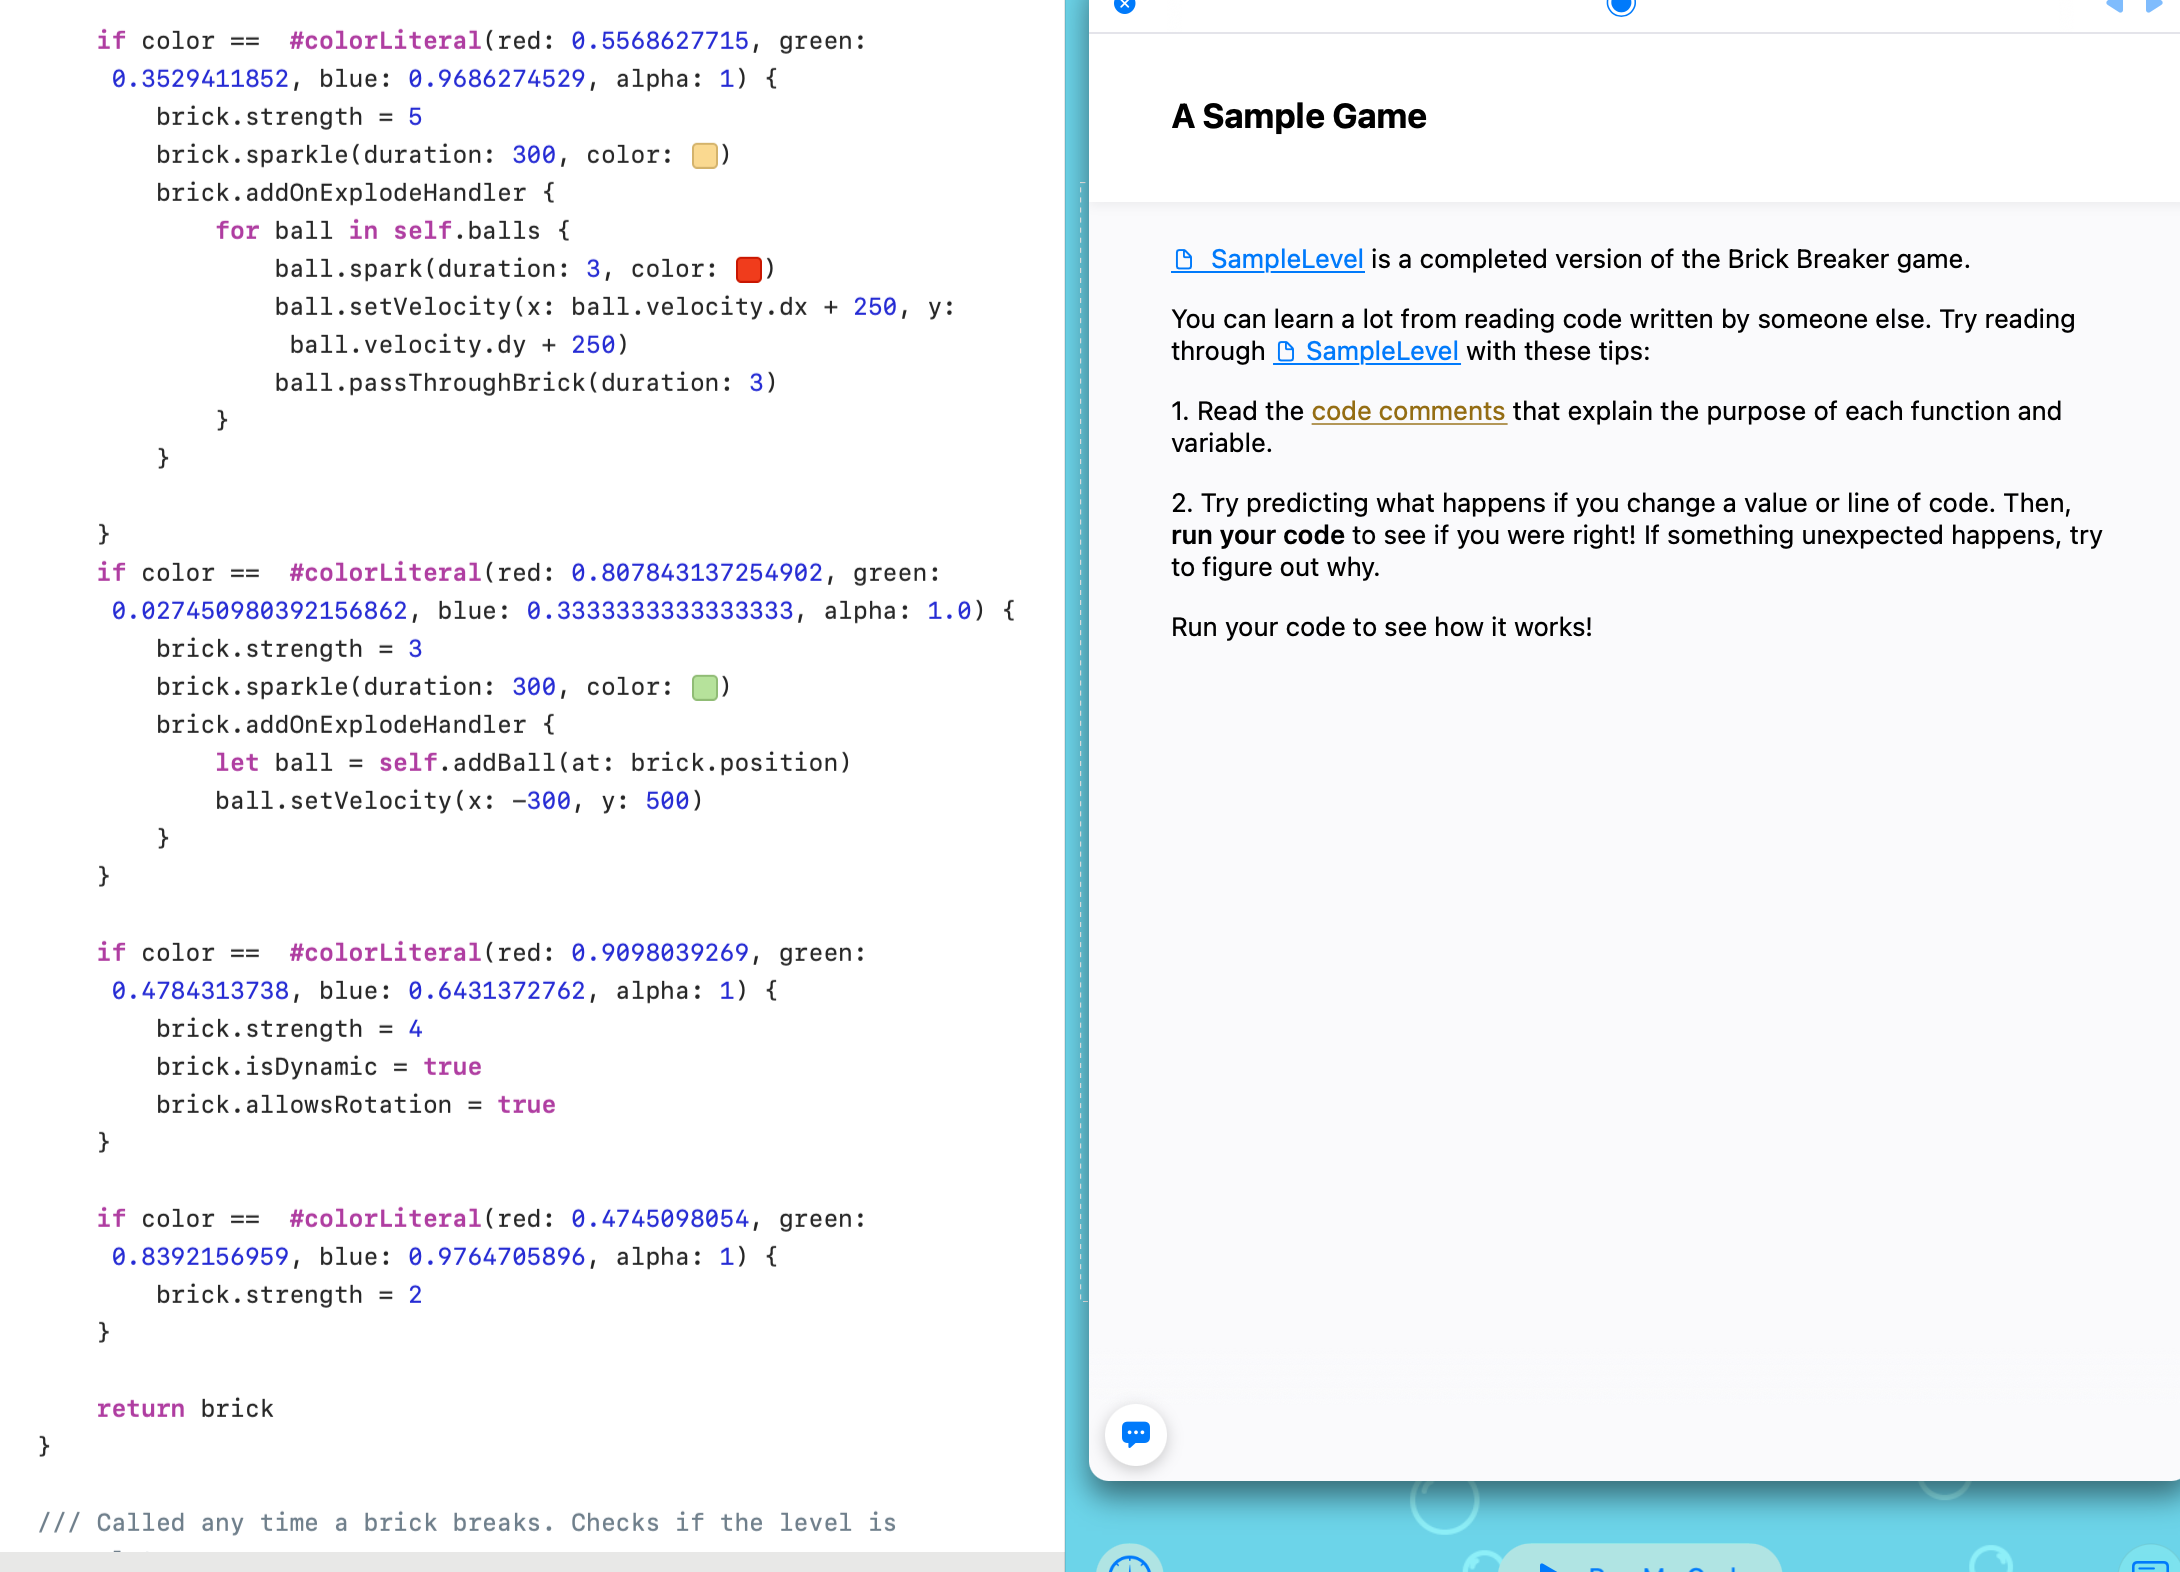 if color ==  #colorLiteral(red: 0.5568627715, green:
0.3529411852, blue: 0.9686274529, alpha: 1) {
brick.strength = 5
brick.sparkle(duration: 300, color: )
brick.addOnExplodeHandler {
for ball in self.balls {
ball.spark(duration: 3, color: )
ball.setVelocity(x: ball.velocity.dx + 250, y:
ball.velocity.dy + 250)
ball.passThroughBrick(duration: 3)
}
}
}
if color ==  #colorLiteral(red: 0.807843137254902, green:
0.027450980392156862, blue: 0.3333333333333333, alpha: 1.0) {
brick.strength = 3
brick.sparkle(duration: 300, color: )
brick.addOnExplodeHandler {
let ball = self.addBall(at: brick.position)
ball.setVelocity(x: -300, y: 500)
}
}
if color ==  #colorLiteral(red: 0.9098039269, green:
0.4784313738, blue: 0.6431372762, alpha: 1) {
brick.strength = 4
brick.isDynamic = true
brick.allowsRotation = true
}
if color ==  #colorLiteral(red: 0.4745098054, green:
0.8392156959, blue: 0.9764705896, alpha: 1) {
brick.strength = 2
}
return brick
}
/// Called any time a brick breaks. Checks if the level is
A Sample Game
SampleLevel is a completed version of the Brick Breaker game.
You can learn a lot from reading code written by someone else. Try reading
through SampleLevel with these tips:
1. Read the code comments that explain the purpose of each function and
variable.
2. Try predicting what happens if you change a value or line of code. Then,
run your code to see if you were right! If something unexpected happens, try
to figure out why.
Run your code to see how it works!